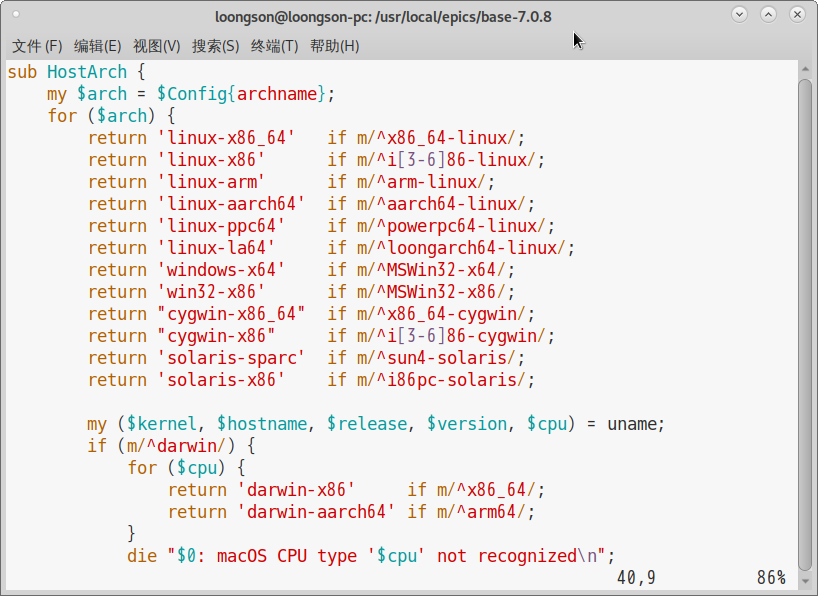 loongson@loongson-pc: /usr/local/epics/base-7.0.8
文件(F) 编辑(E) 视图(V) 搜索(S) 终端(T) 帮助(H)
sub HostArch {
    my $arch = $Config{archname};
    for ($arch) {
        return 'linux-x86_64'   if m/^x86_64-linux/;
        return 'linux-x86'      if m/^i[3-6]86-linux/;
        return 'linux-arm'      if m/^arm-linux/;
        return 'linux-aarch64'  if m/^aarch64-linux/;
        return 'linux-ppc64'    if m/^powerpc64-linux/;
        return 'linux-la64'     if m/^loongarch64-linux/;
        return 'windows-x64'    if m/^MSWin32-x64/;
        return 'win32-x86'      if m/^MSWin32-x86/;
        return "cygwin-x86_64"  if m/^x86_64-cygwin/;
        return "cygwin-x86"     if m/^i[3-6]86-cygwin/;
        return 'solaris-sparc'  if m/^sun4-solaris/;
        return 'solaris-x86'    if m/^i86pc-solaris/;
        my ($kernel, $hostname, $release, $version, $cpu) = uname;
        if (m/^darwin/) {
            for ($cpu) {
                return 'darwin-x86'     if m/^x86_64/;
                return 'darwin-aarch64' if m/^arm64/;
            }
            die "$0: macOS CPU type '$cpu' not recognized\n";
40,9 86%